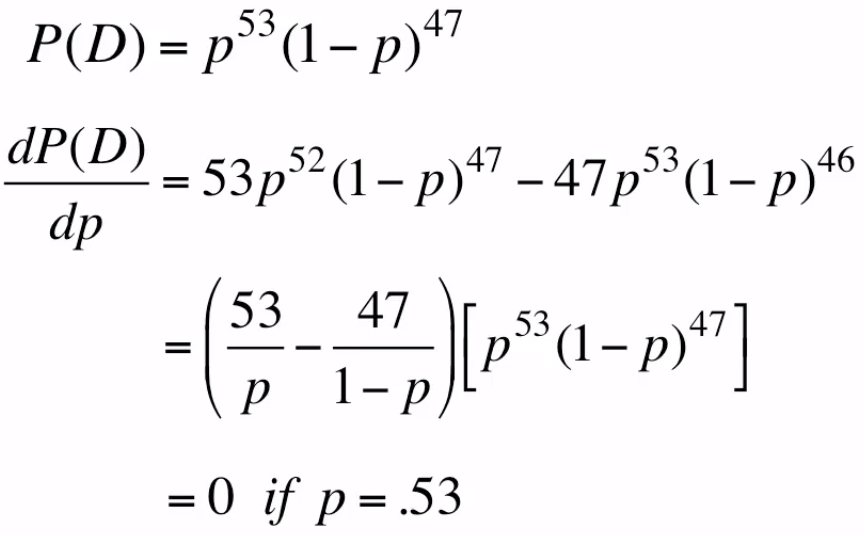 P(D) = p^53 (1 − p)^47
dP(D)/dp = 53p^52 (1 − p)^47 − 47p^53 (1 − p)^46
= (53/p − 47/(1 − p)) [p^53 (1 − p)^47]
= 0 if p = .53